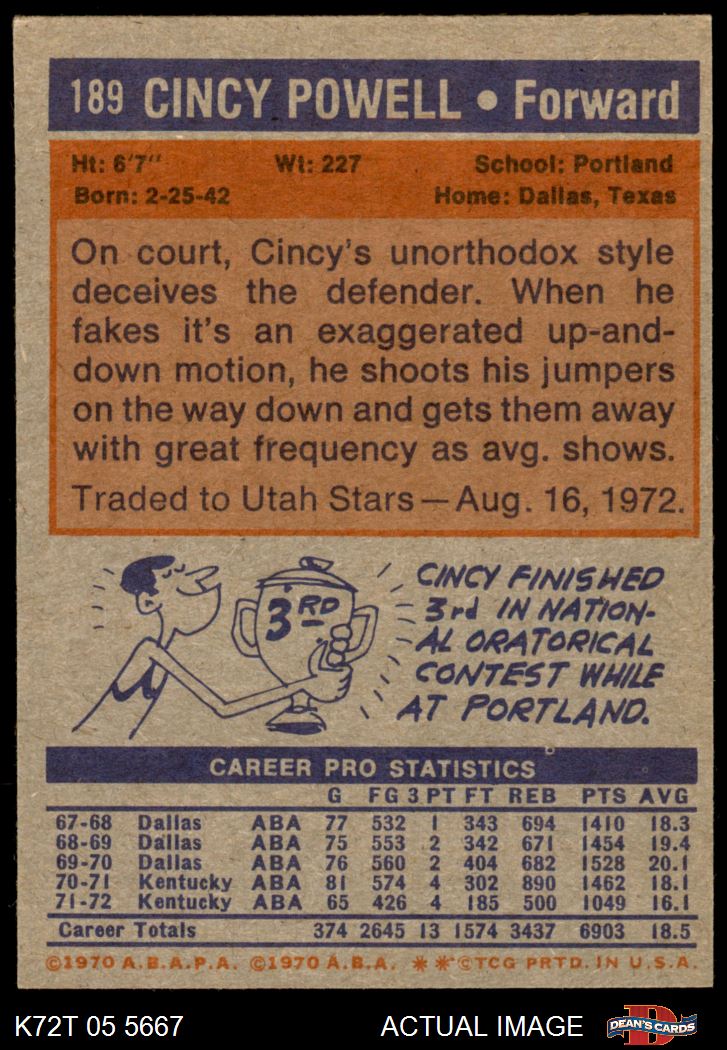 189 CINCY POWELL • Forward
Ht: 6'7" Wt: 227 School: Portland
Born: 2-25-42 Home: Dallas, Texas
On court, Cincy's unorthodox style
deceives the defender. When he
fakes it's an exaggerated up-and-
down motion, he shoots his jumpers
on the way down and gets them away
with great frequency as avg. shows.
Traded to Utah Stars—Aug. 16, 1972.
3RD
CINCY FINISHED
3rd IN NATION-
AL ORATORICAL
CONTEST WHILE
AT PORTLAND.
CAREER PRO STATISTICS
G FG 3 PT FT REB PTS AVG
67-68 Dallas ABA 77 532 1 343 694 1410 18.3
68-69 Dallas ABA 75 553 2 342 671 1454 19.4
69-70 Dallas ABA 76 560 2 404 682 1528 20.1
70-71 Kentucky ABA 81 574 4 302 890 1462 18.1
71-72 Kentucky ABA 65 426 4 185 500 1049 16.1
Career Totals 374 2645 13 1574 3437 6903 18.5
©1970 A.B.A.P.A. ©1970 A.B.A. **©TCG PRTD. IN U.S.A.
K72T 05 5667 ACTUAL IMAGE DEAN'S CARDS